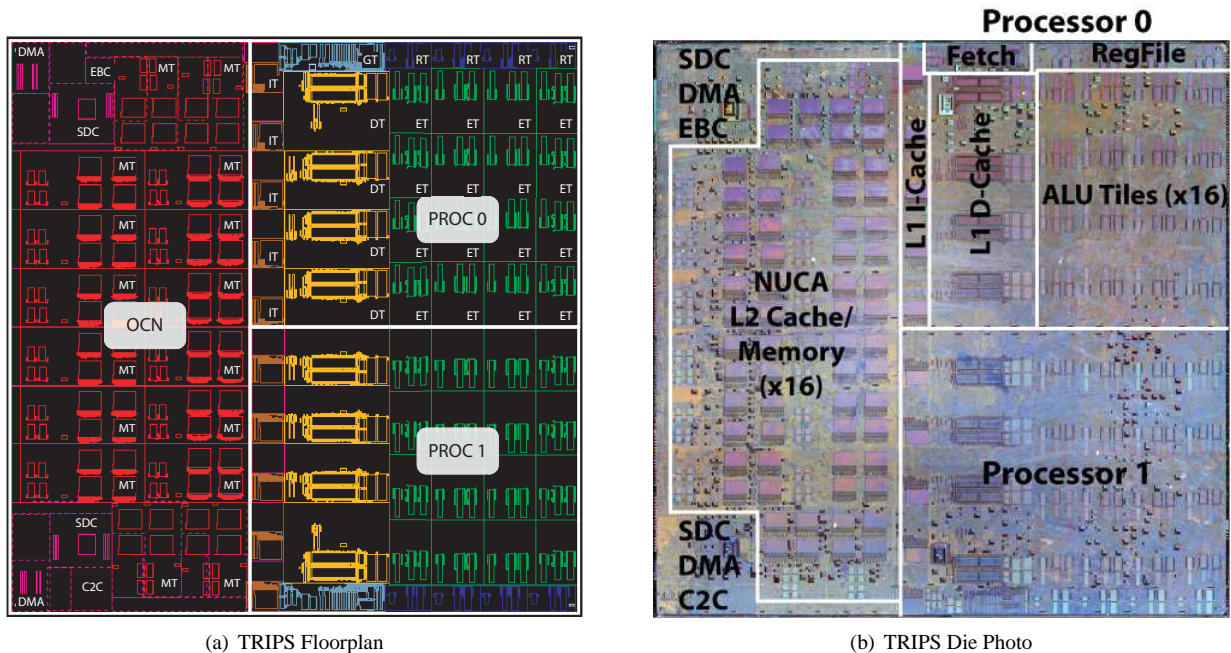 Processor 0
DMA
GT RT RT RT RT
EBC MT MT
IT
SDC
DT ET ET ET ET
IT
MT MT
DT ET ET ET ET
IT
PROC 0
MT MT
DT ET ET ET ET
IT
MT MT
IT DT ET ET ET ET
OCN
MT MT
MT MT
PROC 1
MT MT
SDC
C2C MT MT
DMA
SDC
DMA
EBC
Fetch
RegFile
L1 I-Cache
L1 D-Cache
ALU Tiles (x16)
NUCA
L2 Cache/
Memory
(x16)
Processor 1
SDC
DMA
C2C
(a) TRIPS Floorplan
(b) TRIPS Die Photo